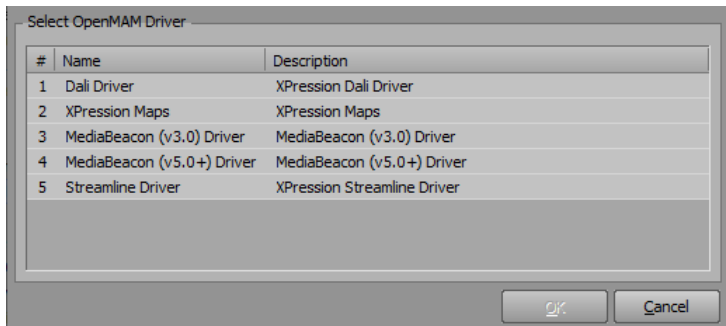 Select OpenMAM Driver
# Name Description
1 Dali Driver XPression Dali Driver
2 XPression Maps XPression Maps
3 MediaBeacon (v3.0) Driver MediaBeacon (v3.0) Driver
4 MediaBeacon (v5.0+) Driver MediaBeacon (v5.0+) Driver
5 Streamline Driver XPression Streamline Driver
OK Cancel